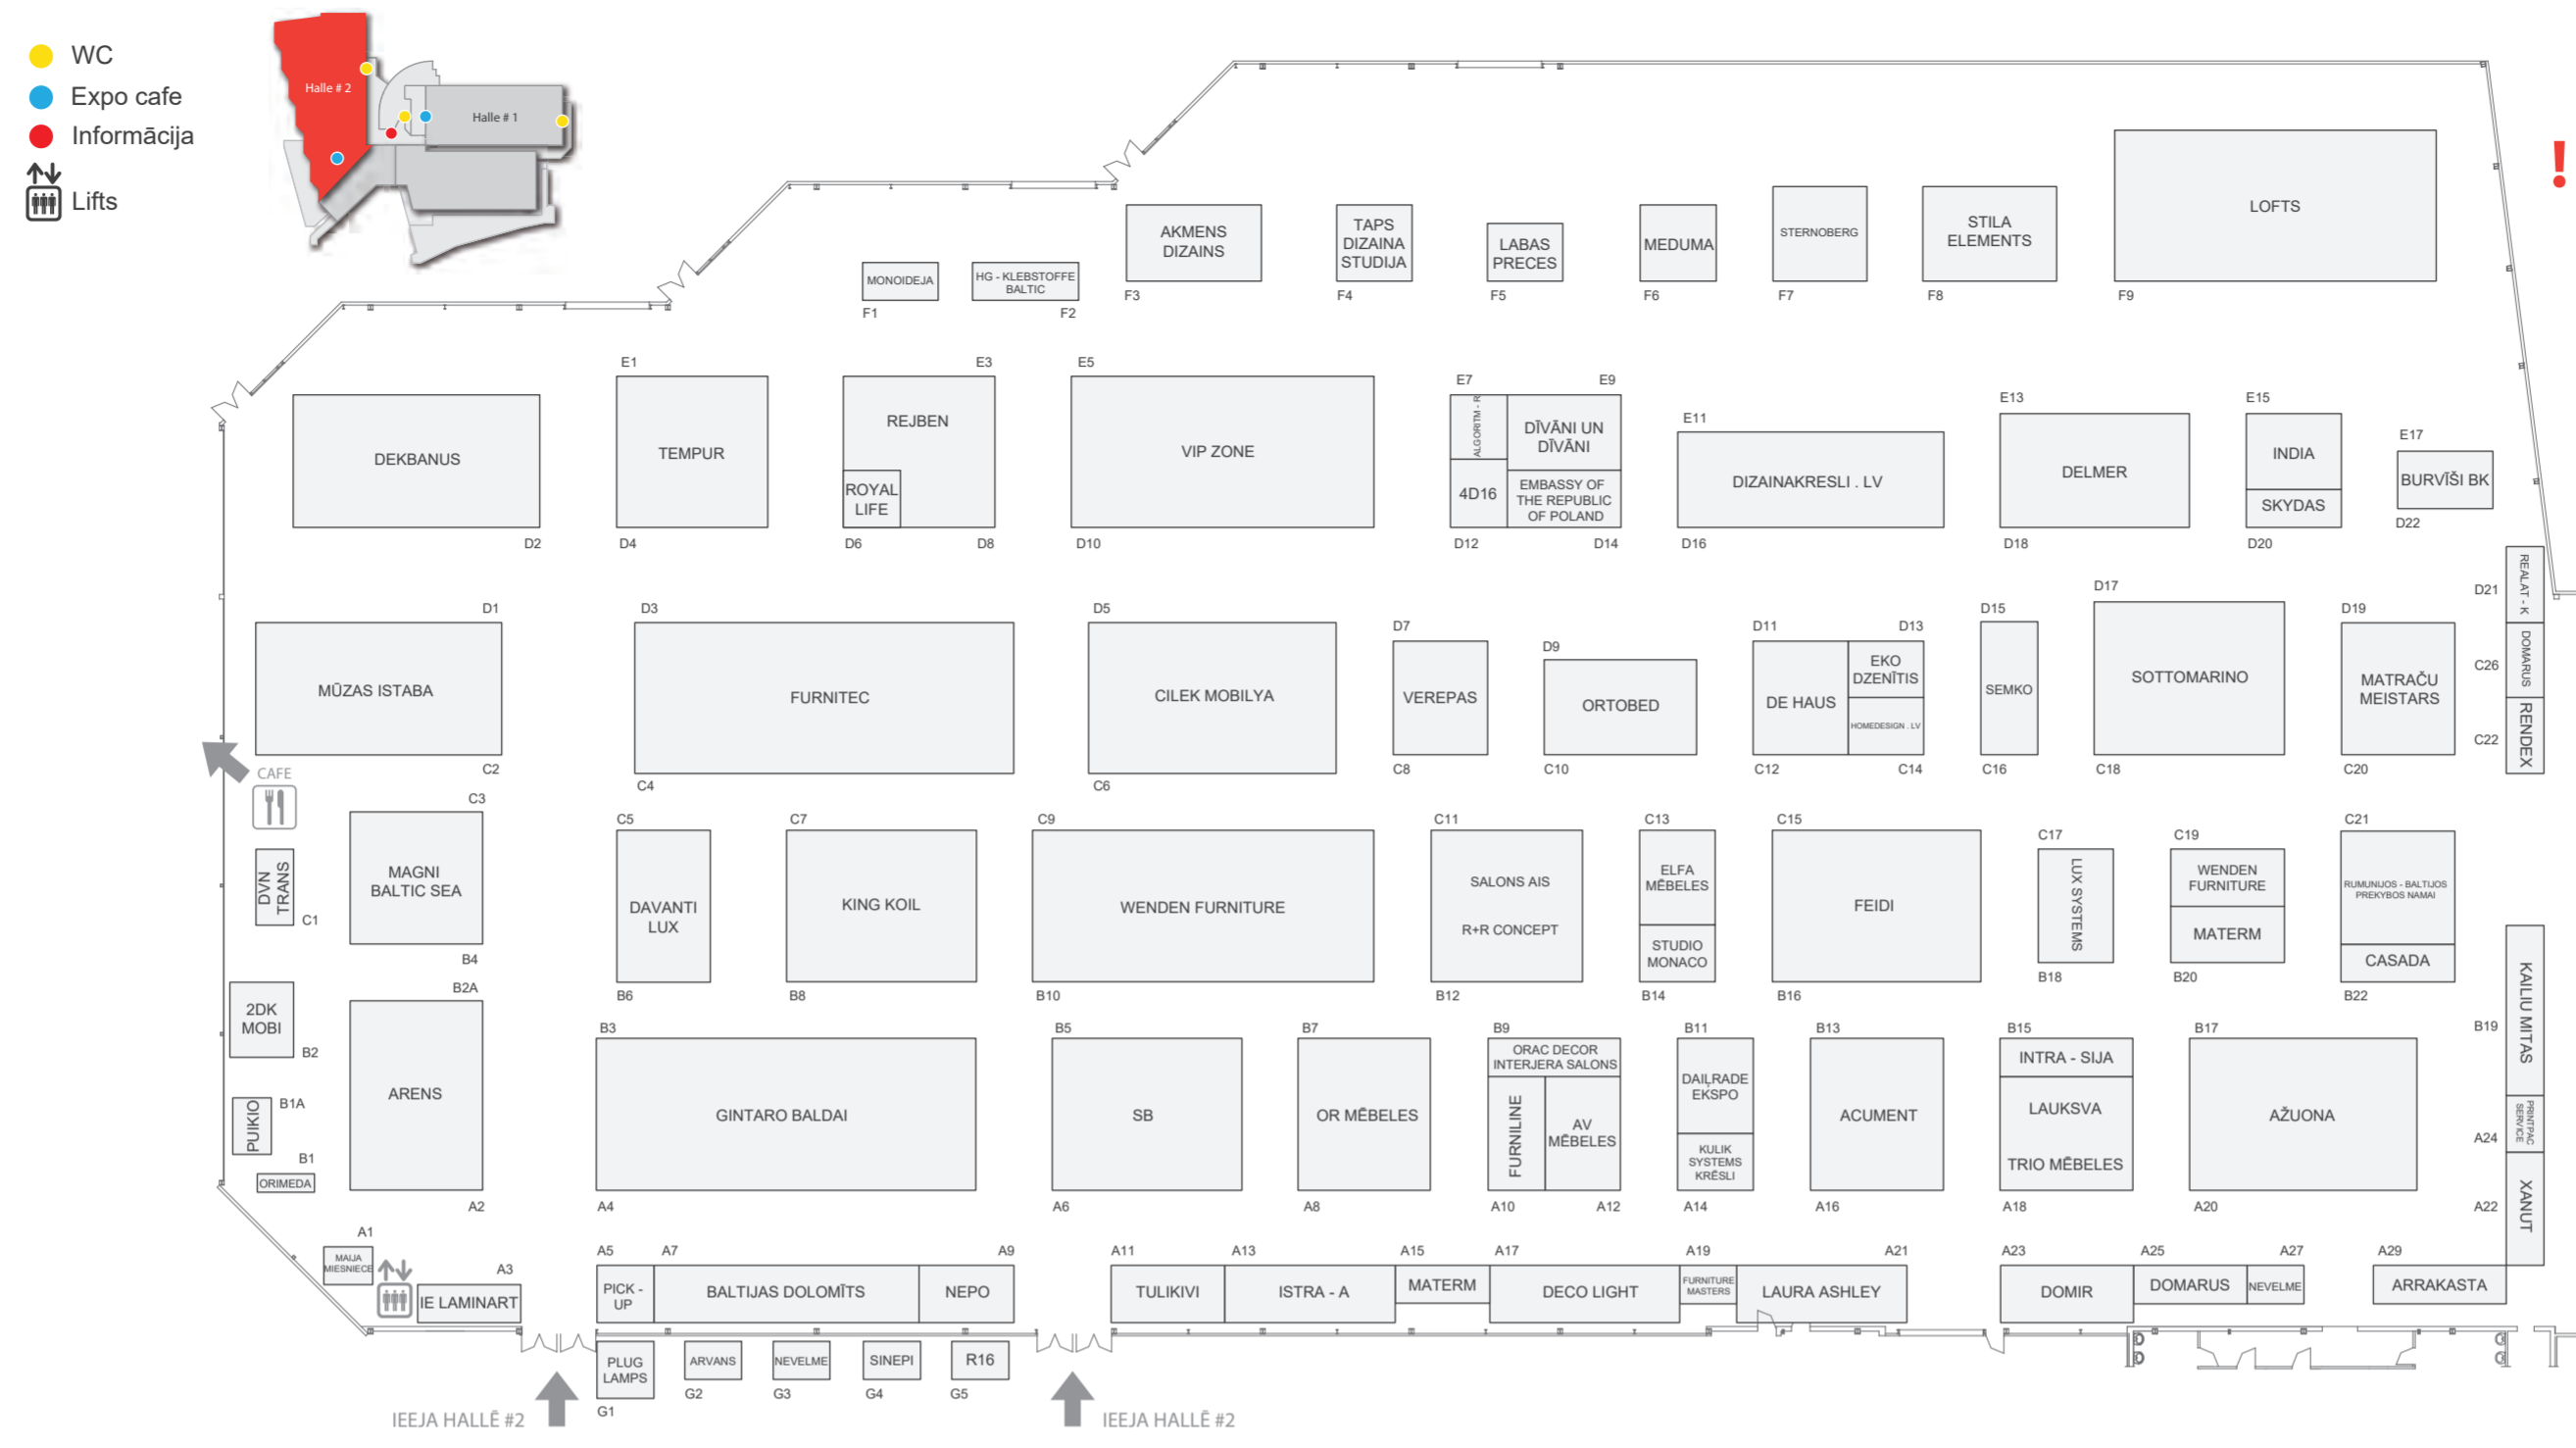 WC
Expo cafe
Informācija
Lifts
Halle # 2
Halle # 1
!
LOFTS
F9
AKMENS
DIZAINS
F3
TAPS
DIZAINA
STUDIJA
F4
LABAS
PRECES
F5
MEDUMA
F6
STERNOBERG
F7
STILA
ELEMENTS
F8
MONOIDEJA
F1
HG - KLEBSTOFFE
BALTIC
F2
DEKBANUS
D2
E1
TEMPUR
D4
E3
REJBEN
ROYAL
LIFE
D6
D8
E5
VIP ZONE
D10
E7
E9
ALGORITM - R
DĪVĀNI UN
DĪVĀNI
4D16
EMBASSY OF
THE REPUBLIC
OF POLAND
D12
D14
E11
DIZAINAKRESLI . LV
D16
E13
DELMER
D18
E15
INDIA
SKYDAS
D20
E17
BURVĪŠI BK
D22
D1
MŪZAS ISTABA
C2
D3
FURNITEC
C4
D5
CILEK MOBILYA
C6
D7
VEREPAS
C8
D9
ORTOBED
C10
D11
D13
DE HAUS
EKO
DZENĪTIS
HOMEDESIGN . LV
C12
C14
D15
SEMKO
C16
D17
SOTTOMARINO
C18
D19
MATRAČU
MEISTARS
C20
D21
REALAT - K
C26
DOMARUS
C22
RENDEX
CAFE
C3
MAGNI
BALTIC SEA
B4
DVN
TRANS
C1
C5
DAVANTI
LUX
B6
C7
KING KOIL
B8
C9
WENDEN FURNITURE
B10
C11
SALONS AIS
R+R CONCEPT
B12
C13
ELFA
MĒBELES
STUDIO
MONACO
B14
C15
FEIDI
B16
C17
LUX SYSTEMS
B18
C19
WENDEN
FURNITURE
MATERM
B20
C21
RUMUNIJOS - BALTIJOS
PREKYBOS NAMAI
CASADA
B22
2DK
MOBI
B2
B2A
ARENS
A2
PUIKIO
B1A
B1
ORIMEDA
B3
GINTARO BALDAI
A4
B5
SB
A6
B7
OR MĒBELES
A8
B9
ORAC DECOR
INTERJERA SALONS
FURNILINE
AV
MĒBELES
A10
A12
B11
DAIĻRADE
EKSPO
KULIK
SYSTEMS
KRĒSLI
A14
B13
ACUMENT
A16
B15
INTRA - SIJA
LAUKSVA
TRIO MĒBELES
A18
B17
AŽUONA
A20
B19
KAILIU MITAS
A24
PRINTPAC
SERVICE
A22
XANUT
A1
MAIJA
MIESNIECE
A3
IE LAMINART
A5
PICK -
UP
A7
BALTIJAS DOLOMĪTS
A9
NEPO
A11
TULIKIVI
A13
ISTRA - A
A15
MATERM
A17
DECO LIGHT
A19
FURNITURE
MASTERS
A21
LAURA ASHLEY
A23
DOMIR
A25
DOMARUS
A27
NEVELME
A29
ARRAKASTA
PLUG
LAMPS
G1
ARVANS
G2
NEVELME
G3
SINEPI
G4
R16
G5
IEEJA HALLĒ #2
IEEJA HALLĒ #2